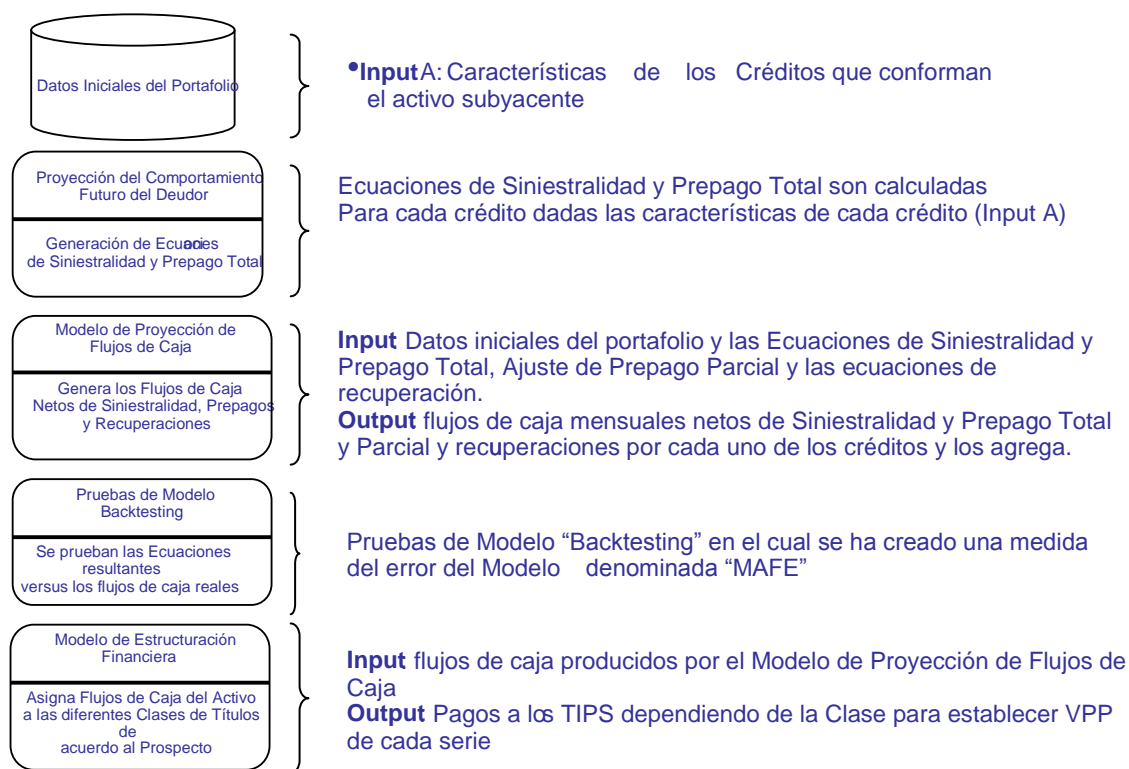 Datos Iniciales del Portafolio
•Input A: Características de los Créditos que conforman
el activo subyacente
Proyección del Comportamiento
Futuro del Deudor
Generación de Ecuaciones
de Siniestralidad y Prepago Total
Ecuaciones de Siniestralidad y Prepago Total son calculadas
Para cada crédito dadas las características de cada crédito (Input A)
Modelo de Proyección de
Flujos de Caja
Genera los Flujos de Caja
Netos de Siniestralidad, Prepagos
y Recuperaciones
Input Datos iniciales del portafolio y las Ecuaciones de Siniestralidad y
Prepago Total, Ajuste de Prepago Parcial y las ecuaciones de
recuperación.
Output flujos de caja mensuales netos de Siniestralidad y Prepago Total
y Parcial y recuperaciones por cada uno de los créditos y los agrega.
Pruebas de Modelo
Backtesting
Se prueban las Ecuaciones
resultantes
versus los flujos de caja reales
Pruebas de Modelo “Backtesting” en el cual se ha creado una medida
del error del Modelo denominada “MAFE”
Modelo de Estructuración
Financiera
Asigna Flujos de Caja del Activo
a las diferentes Clases de Títulos
de
acuerdo al Prospecto
Input flujos de caja producidos por el Modelo de Proyección de Flujos de
Caja
Output Pagos a los TIPS dependiendo de la Clase para establecer VPP
de cada serie